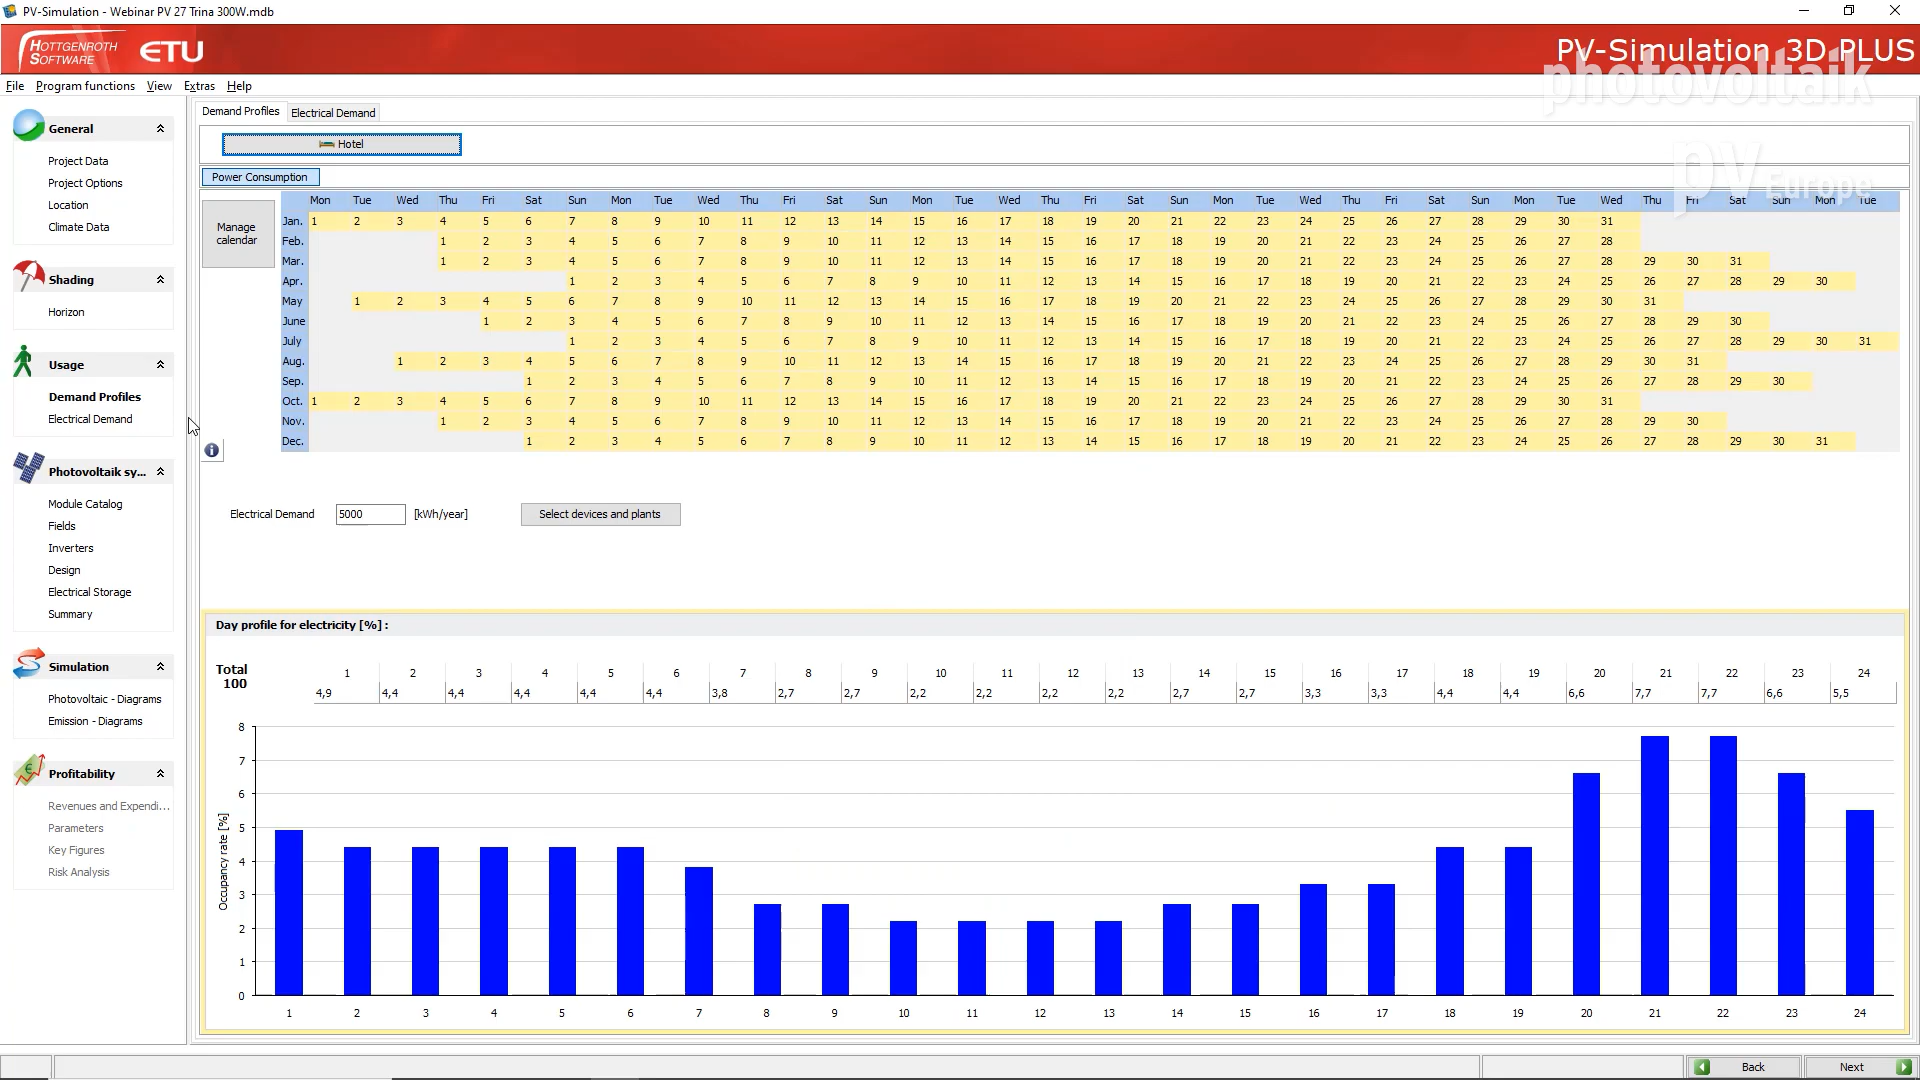 PV-Simulation - Webinar PV 27 Trina 300W.mdb
HOTTGENROTH SOFTWARE ETU
PV-Simulation 3D PLUS
photovoltaik
pv Europe
File Program functions View Extras Help
General
Project Data
Project Options
Location
Climate Data
Shading
Horizon
Usage
Demand Profiles
Electrical Demand
Photovoltaik sy...
Module Catalog
Fields
Inverters
Design
Electrical Storage
Summary
Simulation
Photovoltaic - Diagrams
Emission - Diagrams
Profitability
Revenues and Expendi...
Parameters
Key Figures
Risk Analysis
Demand Profiles Electrical Demand
Hotel
Power Consumption
Manage calendar
Mon Tue Wed Thu Fri Sat Sun Mon Tue Wed Thu Fri Sat Sun Mon Tue Wed Thu Fri Sat Sun Mon Tue Wed Thu Fri Sat Sun Mon Tue Wed Thu Fri Sat Sun Mon Tue
Jan. 1 2 3 4 5 6 7 8 9 10 11 12 13 14 15 16 17 18 19 20 21 22 23 24 25 26 27 28 29 30 31
Feb. 1 2 3 4 5 6 7 8 9 10 11 12 13 14 15 16 17 18 19 20 21 22 23 24 25 26 27 28
Mar. 1 2 3 4 5 6 7 8 9 10 11 12 13 14 15 16 17 18 19 20 21 22 23 24 25 26 27 28 29 30 31
Apr. 1 2 3 4 5 6 7 8 9 10 11 12 13 14 15 16 17 18 19 20 21 22 23 24 25 26 27 28 29 30
May 1 2 3 4 5 6 7 8 9 10 11 12 13 14 15 16 17 18 19 20 21 22 23 24 25 26 27 28 29 30 31
June 1 2 3 4 5 6 7 8 9 10 11 12 13 14 15 16 17 18 19 20 21 22 23 24 25 26 27 28 29 30
July 1 2 3 4 5 6 7 8 9 10 11 12 13 14 15 16 17 18 19 20 21 22 23 24 25 26 27 28 29 30 31
Aug. 1 2 3 4 5 6 7 8 9 10 11 12 13 14 15 16 17 18 19 20 21 22 23 24 25 26 27 28 29 30 31
Sep. 1 2 3 4 5 6 7 8 9 10 11 12 13 14 15 16 17 18 19 20 21 22 23 24 25 26 27 28 29 30
Oct. 1 2 3 4 5 6 7 8 9 10 11 12 13 14 15 16 17 18 19 20 21 22 23 24 25 26 27 28 29 30 31
Nov. 1 2 3 4 5 6 7 8 9 10 11 12 13 14 15 16 17 18 19 20 21 22 23 24 25 26 27 28 29 30
Dec. 1 2 3 4 5 6 7 8 9 10 11 12 13 14 15 16 17 18 19 20 21 22 23 24 25 26 27 28 29 30 31
Electrical Demand 5000 [kWh/year] Select devices and plants
Day profile for electricity [%] :
Total 1 2 3 4 5 6 7 8 9 10 11 12 13 14 15 16 17 18 19 20 21 22 23 24
100 4,9 4,4 4,4 4,4 4,4 4,4 3,8 2,7 2,7 2,2 2,2 2,2 2,2 2,7 2,7 3,3 3,3 4,4 4,4 6,6 7,7 7,7 6,6 5,5
8
7
6
5
4
3
2
1
0
Occupancy rate [%]
1 2 3 4 5 6 7 8 9 10 11 12 13 14 15 16 17 18 19 20 21 22 23 24
Back Next